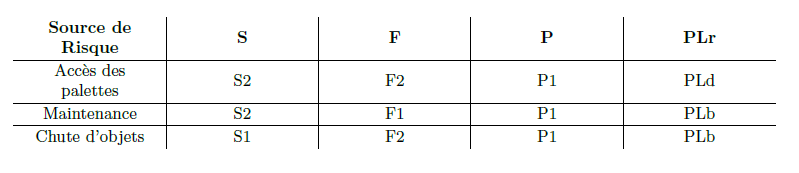 Source de Risque S F P PLr
Accès des palettes S2 F2 P1 PLd
Maintenance S2 F1 P1 PLb
Chute d'objets S1 F2 P1 PLb